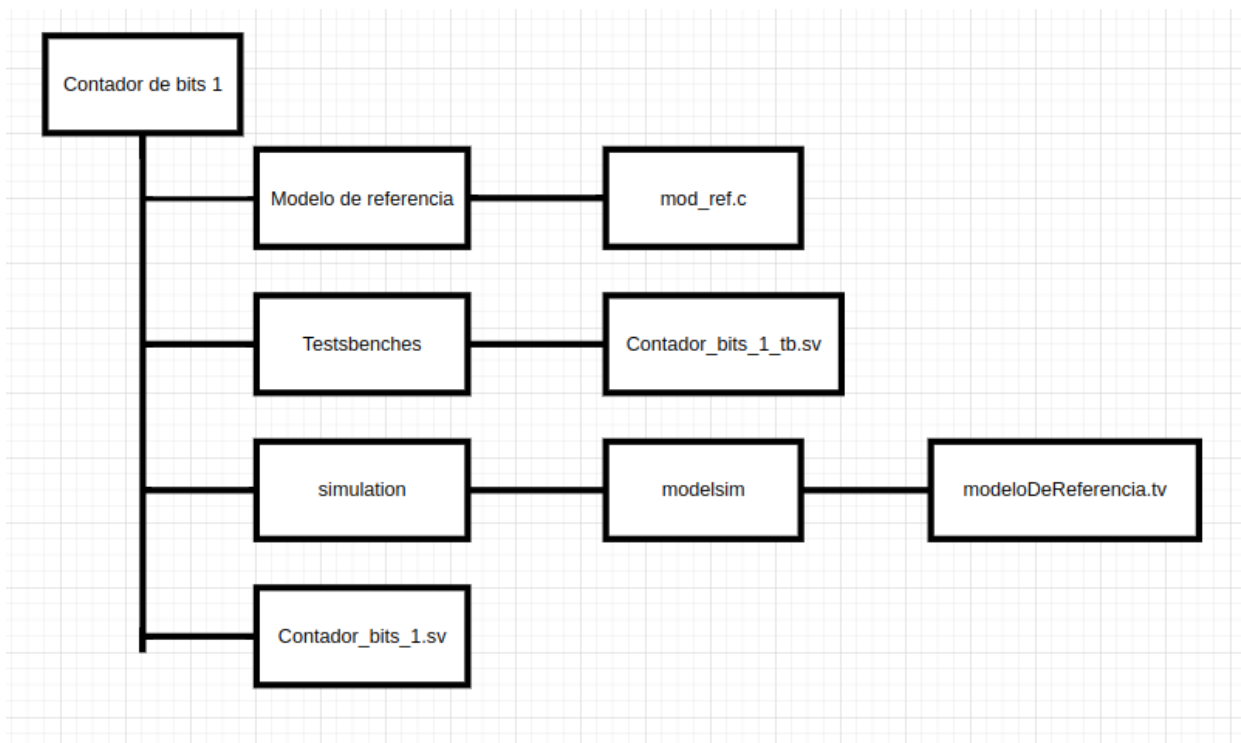 Contador de bits 1
Modelo de referencia
mod_ref.c
Testsbenches
Contador_bits_1_tb.sv
simulation
modelsim
modeloDeReferencia.tv
Contador_bits_1.sv